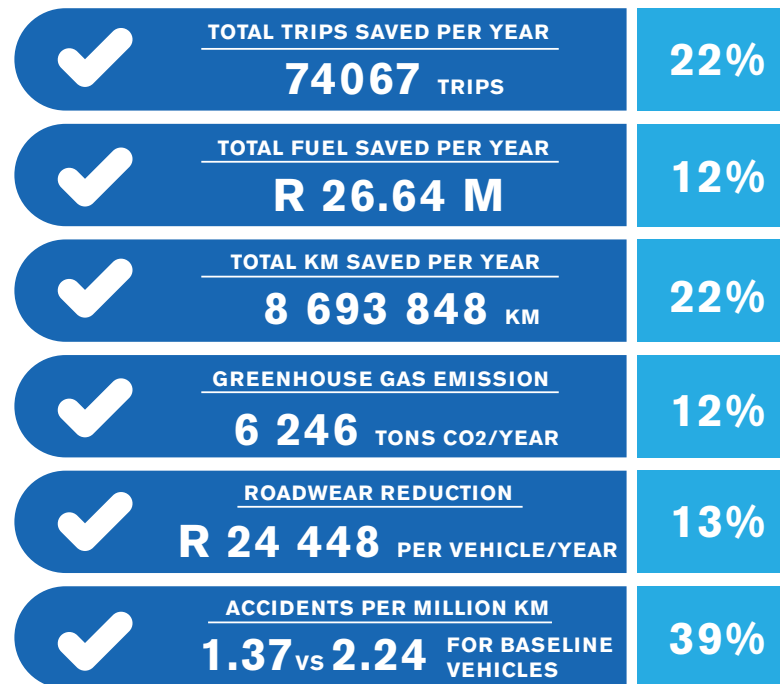 TOTAL TRIPS SAVED PER YEAR
74067 TRIPS
22%
TOTAL FUEL SAVED PER YEAR
R 26.64 M
12%
TOTAL KM SAVED PER YEAR
8 693 848 KM
22%
GREENHOUSE GAS EMISSION
6 246 TONS CO2/YEAR
12%
ROADWEAR REDUCTION
R 24 448 PER VEHICLE/YEAR
13%
ACCIDENTS PER MILLION KM
1.37 VS 2.24 FOR BASELINE
VEHICLES
39%